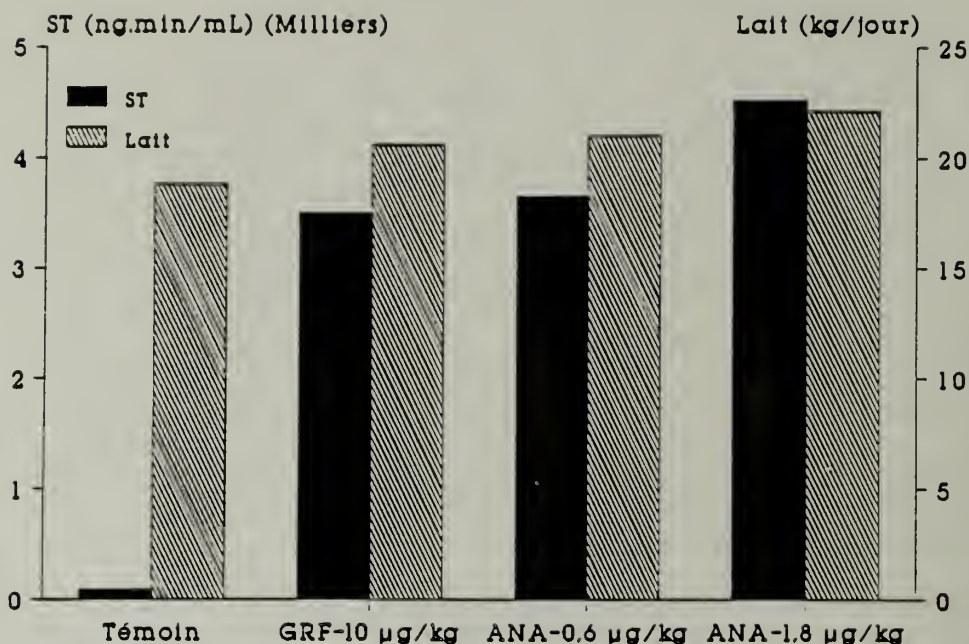 ST (ng.min/mL) (Milliers) Lait (kg/jour)
5 25
ST
Lait
4 20
3 15
2 10
1 5
0 0
Témoin GRF-10 µg/kg ANA-0,6 µg/kg ANA-1,8 µg/kg